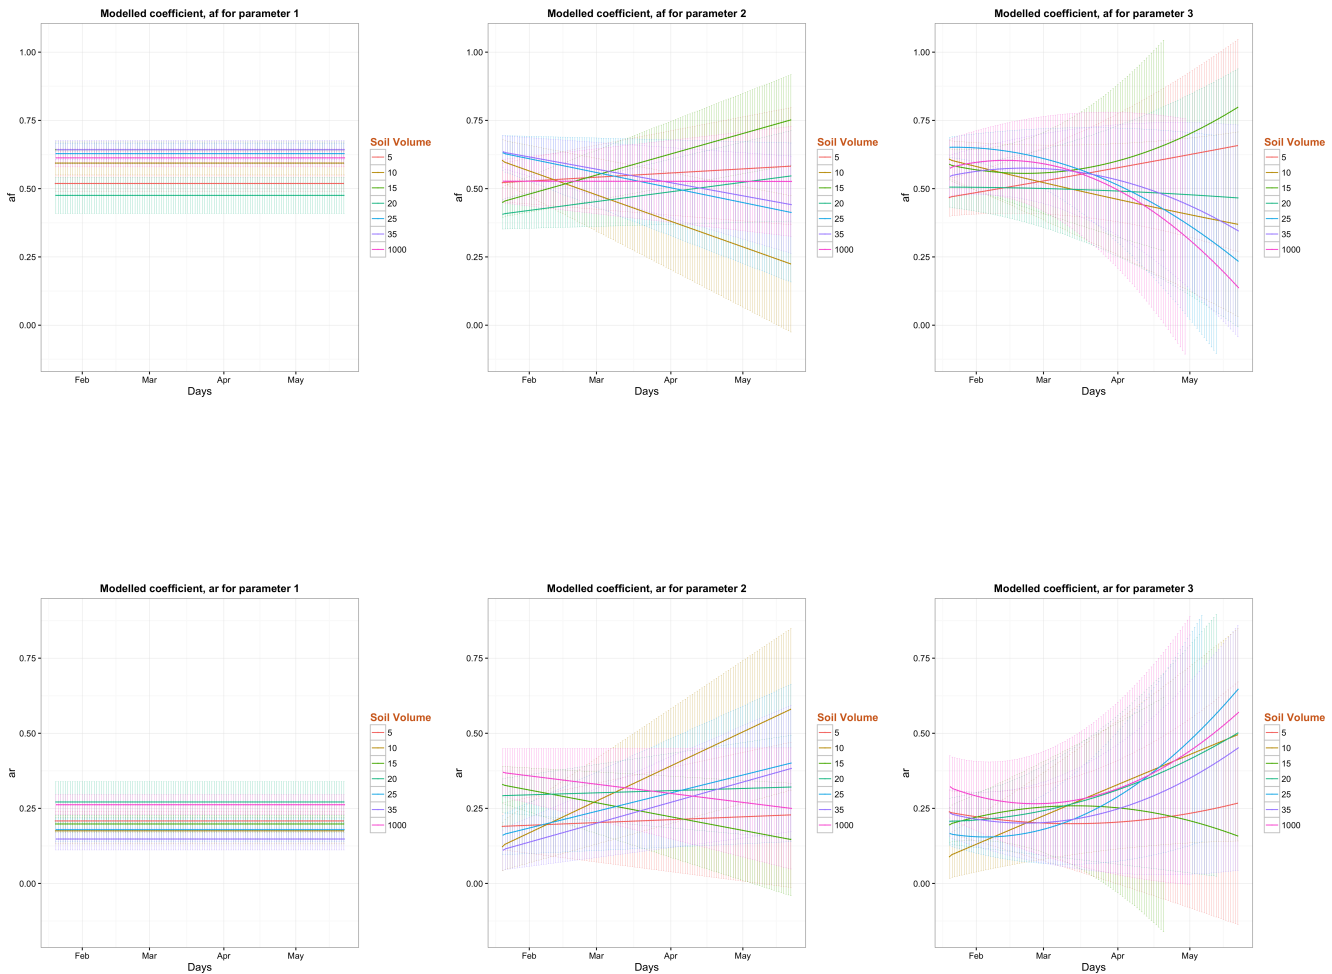 Modelled coefficient, af for parameter 1
af
1.00
0.75
0.50
0.25
0.00
Feb Mar Apr May
Days
Soil Volume
5
10
15
20
25
35
1000
Modelled coefficient, af for parameter 2
af
1.00
0.75
0.50
0.25
0.00
Feb Mar Apr May
Days
Soil Volume
5
10
15
20
25
35
1000
Modelled coefficient, af for parameter 3
af
1.00
0.75
0.50
0.25
0.00
Feb Mar Apr May
Days
Soil Volume
5
10
15
20
25
35
1000
Modelled coefficient, ar for parameter 1
ar
0.75
0.50
0.25
0.00
Feb Mar Apr May
Days
Soil Volume
5
10
15
20
25
35
1000
Modelled coefficient, ar for parameter 2
ar
0.75
0.50
0.25
0.00
Feb Mar Apr May
Days
Soil Volume
5
10
15
20
25
35
1000
Modelled coefficient, ar for parameter 3
ar
0.75
0.50
0.25
0.00
Feb Mar Apr May
Days
Soil Volume
5
10
15
20
25
35
1000